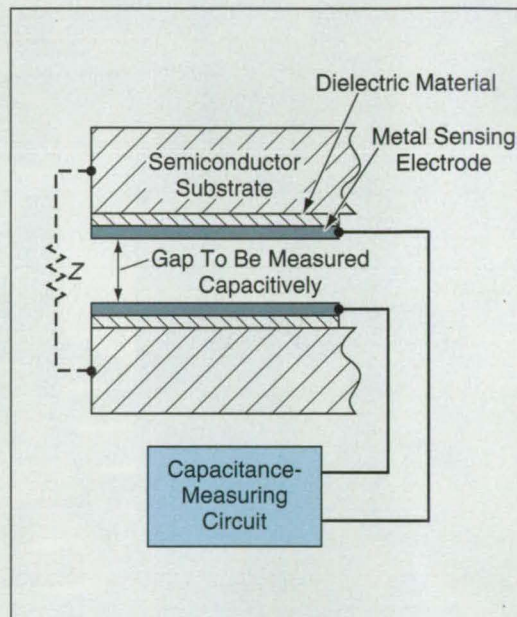 Dielectric Material
Metal Sensing
Electrode
Semiconductor
Substrate
Z
Gap To Be Measured
Capacitively
Capacitance-
Measuring
Circuit